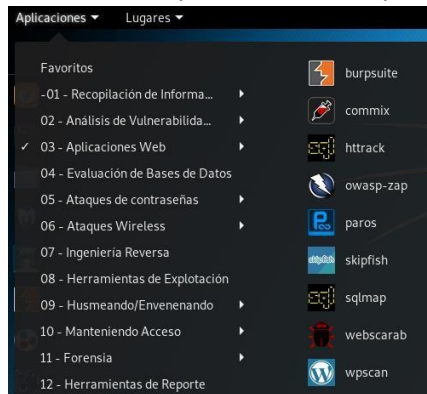 Aplicaciones ▾ Lugares ▾
Favoritos
-01 - Recopilación de Informa...
02 - Análisis de Vulnerabilida...
✓ 03 - Aplicaciones Web
04 - Evaluación de Bases de Datos
05 - Ataques de contraseñas
06 - Ataques Wireless
07 - Ingeniería Reversa
08 - Herramientas de Explotación
09 - Husmeando/Envenenando
10 - Manteniendo Acceso
11 - Forensia
12 - Herramientas de Reporte
burpsuite
commix
httrack
owasp-zap
paros
skipfish
sqlmap
webscarab
wpscan